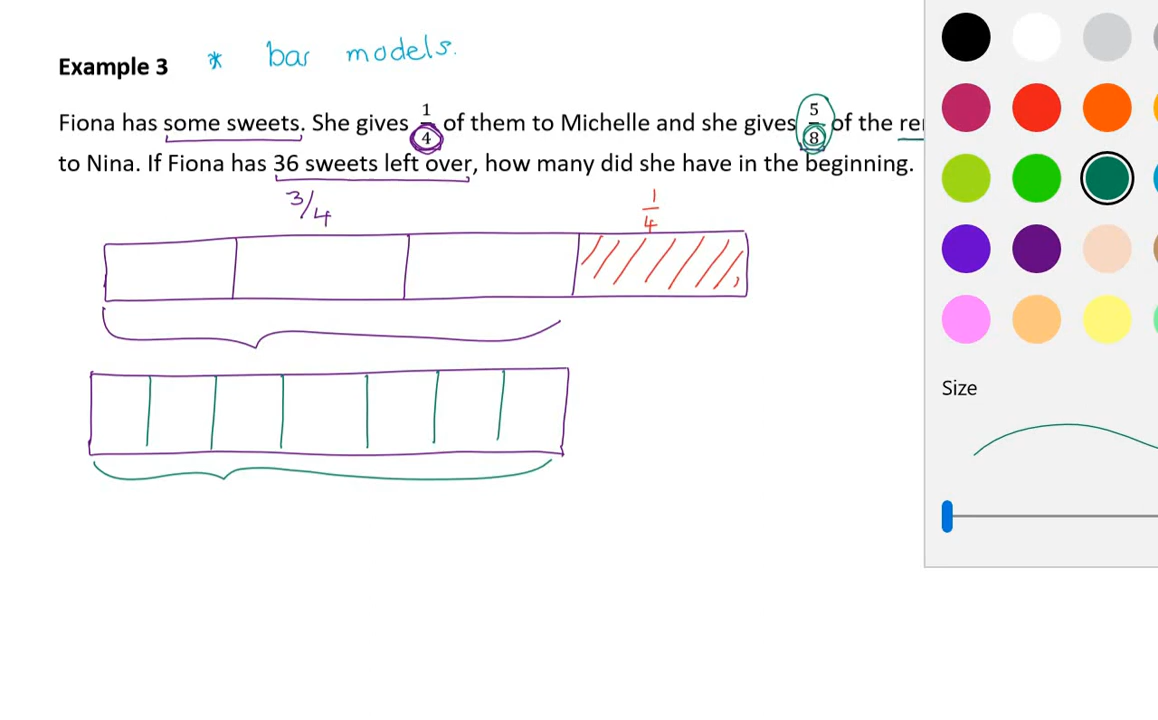 Example 3 * bar models.
Fiona has some sweets. She gives 1/4 of them to Michelle and she gives 5/8 of the
to Nina. If Fiona has 36 sweets left over, how many did she have in the beginning.
3/4 1/4
Size